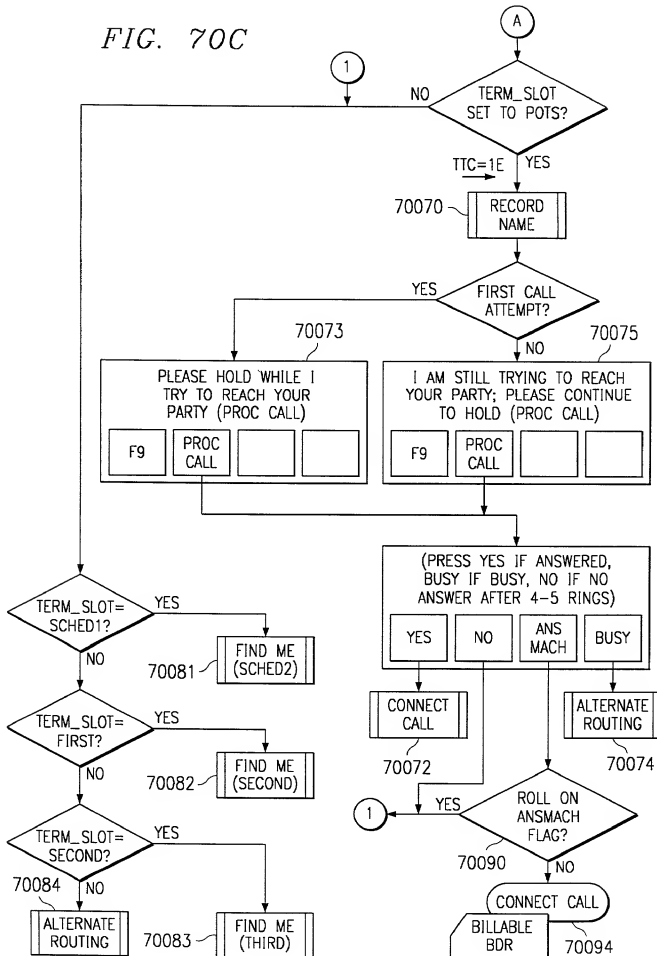 FIG. 70C
A
1
NO
TERM_SLOT
SET TO POTS?
TTC=1E
YES
70070
RECORD
NAME
YES
FIRST CALL
ATTEMPT?
NO
70073
70075
PLEASE HOLD WHILE I
TRY TO REACH YOUR
PARTY (PROC CALL)
F9
PROC
CALL
I AM STILL TRYING TO REACH
YOUR PARTY; PLEASE CONTINUE
TO HOLD (PROC CALL)
F9
PROC
CALL
(PRESS YES IF ANSWERED,
BUSY IF BUSY, NO IF NO
ANSWER AFTER 4-5 RINGS)
YES
NO
ANS
MACH
BUSY
CONNECT
CALL
70072
ALTERNATE
ROUTING
70074
TERM_SLOT=
SCHED1?
YES
NO
70081
FIND ME
(SCHED2)
TERM_SLOT=
FIRST?
YES
NO
70082
FIND ME
(SECOND)
TERM_SLOT=
SECOND?
YES
NO
70084
ALTERNATE
ROUTING
70083
FIND ME
(THIRD)
1
YES
ROLL ON
ANSMACH
FLAG?
70090
NO
CONNECT CALL
BILLABLE
BDR
70094